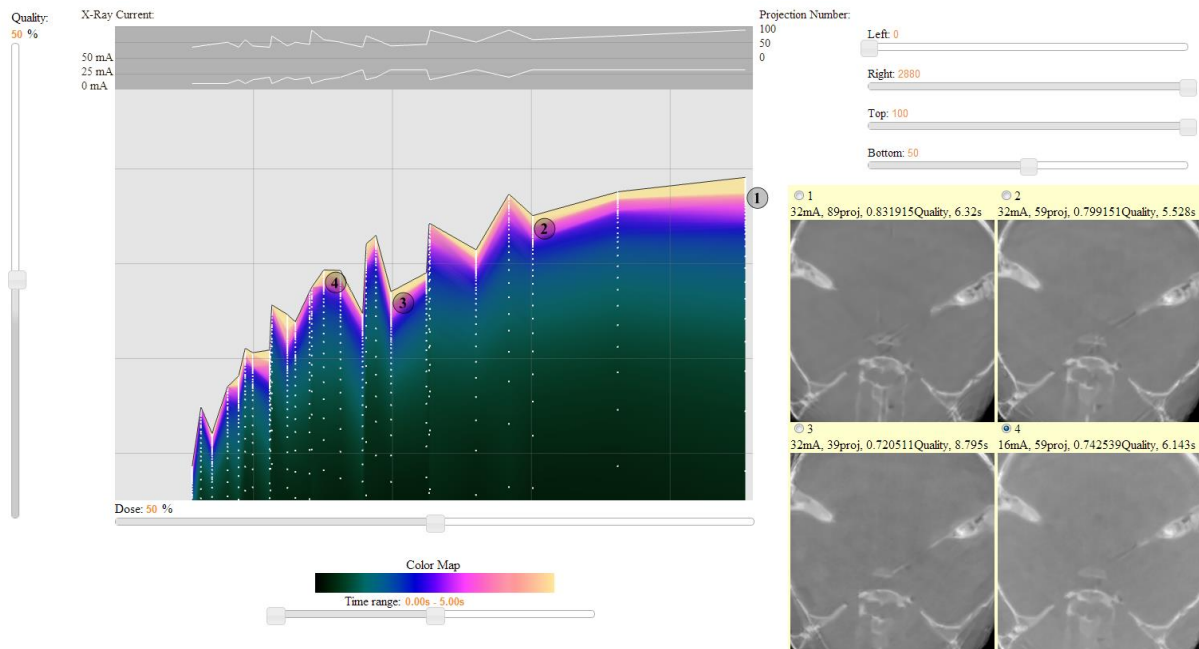 Quality:
50 %
X-Ray Current:
50 mA
25 mA
0 mA
Projection Number:
100
50
0
Left: 0
Right: 2880
Top: 100
Bottom: 50
1
2
3
4
Dose: 50 %
Color Map
Time range: 0.00s - 5.00s
1
32mA, 89proj, 0.831915Quality, 6.32s
2
32mA, 59proj, 0.799151Quality, 5.528s
3
32mA, 39proj, 0.720511Quality, 8.795s
4
16mA, 59proj, 0.742539Quality, 6.143s